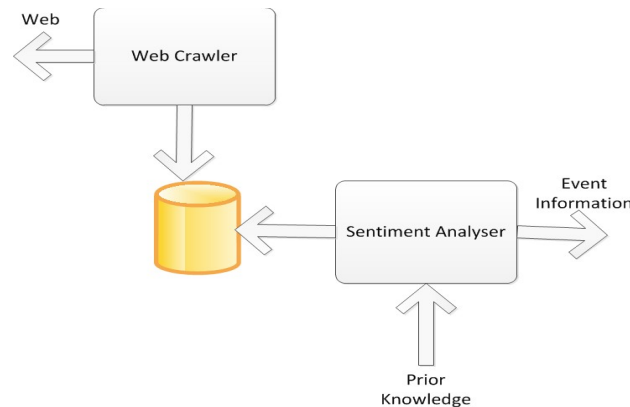 Web
Web Crawler
Event
Information
Sentiment Analyser
Prior
Knowledge